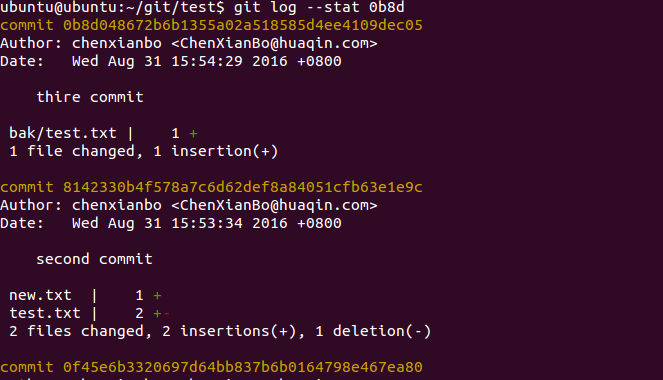 ubuntu@ubuntu:~/git/test$ git log --stat 0b8d
commit 0b8d048672b6b1355a02a518585d4ee4109dec05
Author: chenxianbo <ChenXianBo@huaqin.com>
Date:   Wed Aug 31 15:54:29 2016 +0800
    thire commit
 bak/test.txt |    1 +
 1 file changed, 1 insertion(+)
commit 8142330b4f578a7c6d62def8a84051cfb63e1e9c
Author: chenxianbo <ChenXianBo@huaqin.com>
Date:   Wed Aug 31 15:53:34 2016 +0800
    second commit
 new.txt  |    1 +
 test.txt |    2 +-
 2 files changed, 2 insertions(+), 1 deletion(-)
commit 0f45e6b3320697d64bb837b6b0164798e467ea80